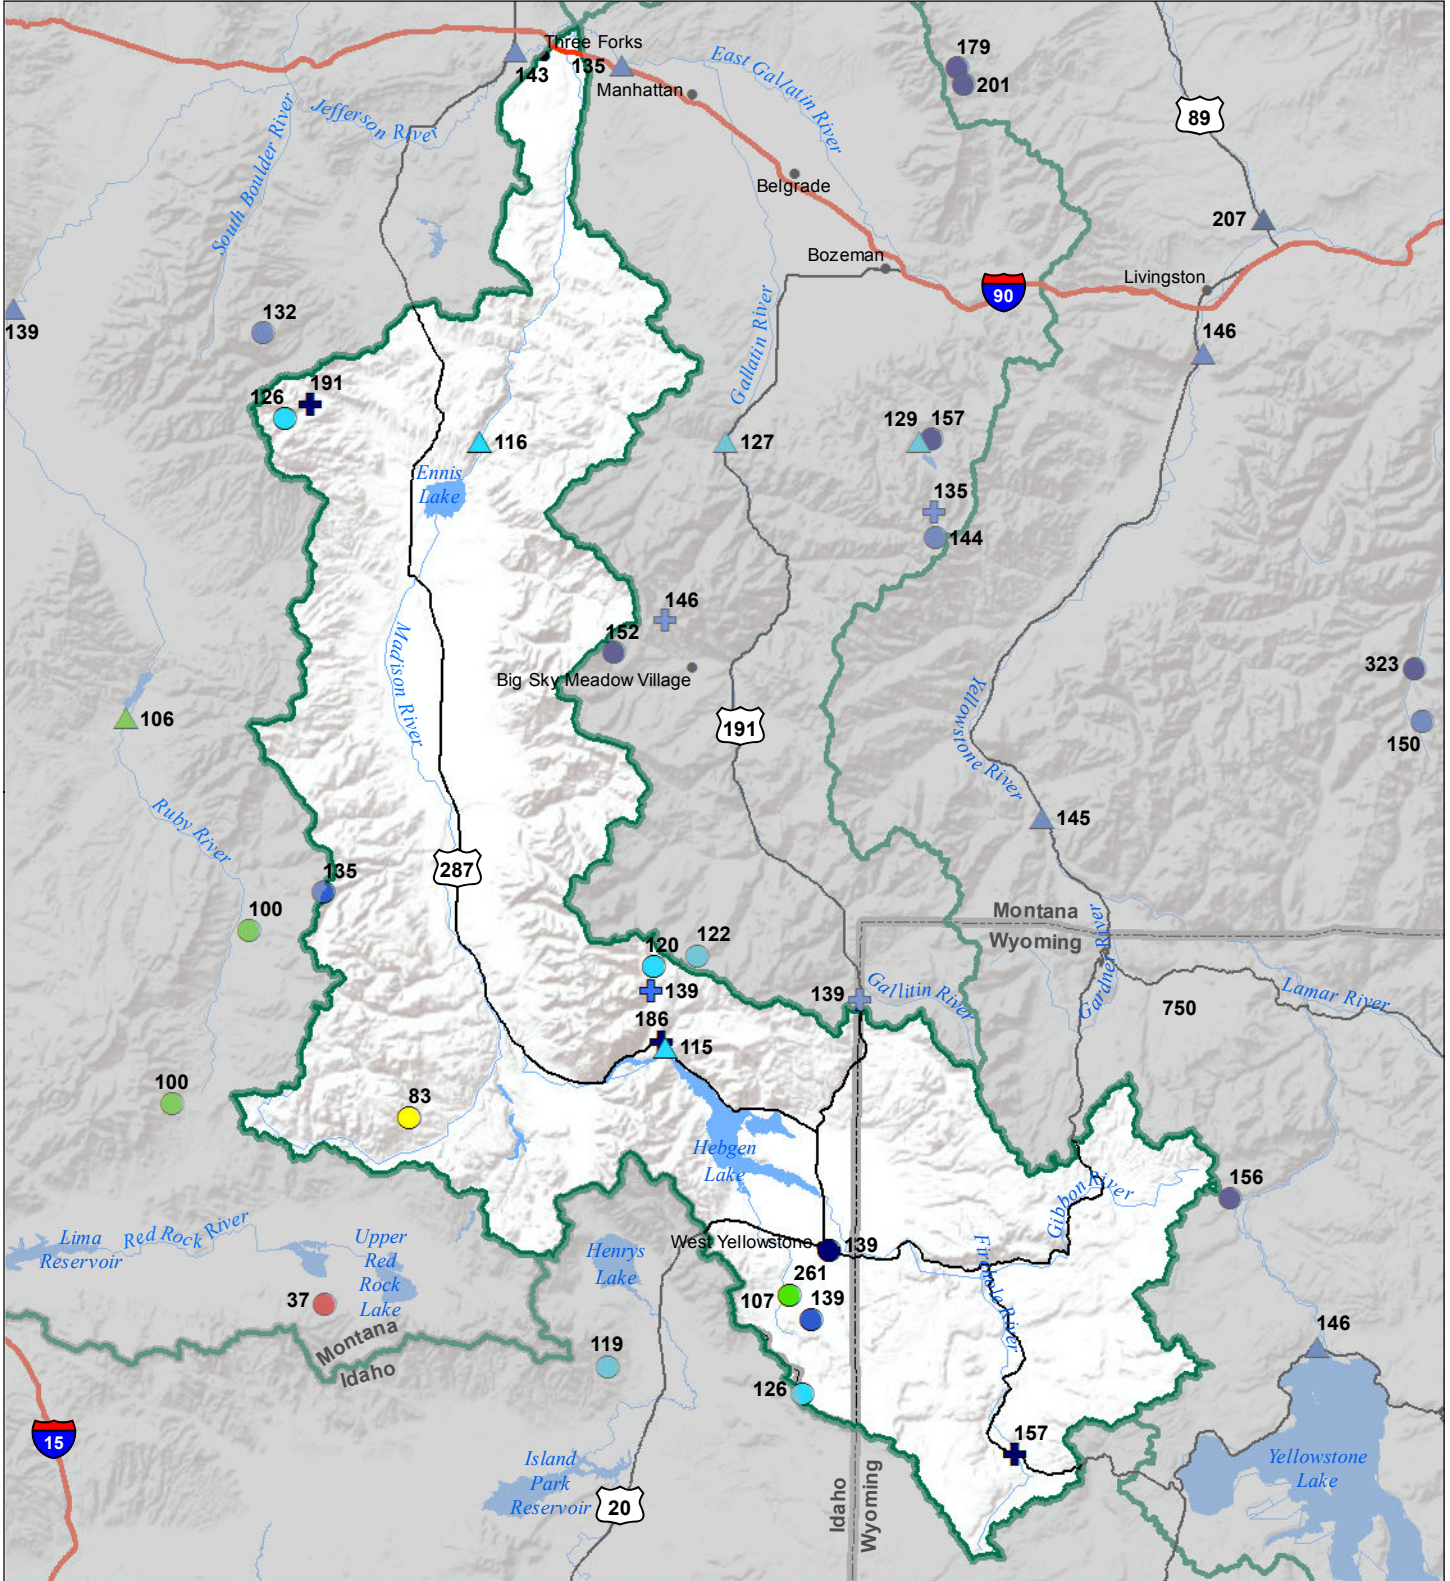 Three Forks
143
135
Manhattan
East Gallatin River
179
201
89
Jefferson River
South Boulder River
Belgrade
207
Bozeman
Livingston
90
139
132
146
Gallatin River
191
126
116
127
129
157
Ennis
Lake
135
144
146
152
Big Sky Meadow Village
Madison River
323
150
106
191
Yellowstone River
Ruby River
145
287
135
100
Montana
Wyoming
Gardner River
122
120
139
139
Gallitin River
Lamar River
750
186
115
100
83
Hebgen
Lake
Gibbon River
156
Lima
Reservoir
Red Rock River
Upper
Red
Rock
Lake
Henrys
Lake
West Yellowstone
139
Firehole River
261
107
139
37
Montana
Idaho
119
146
126
15
157
Island
Park
Reservoir
20
Idaho
Wyoming
Yellowstone
Lake